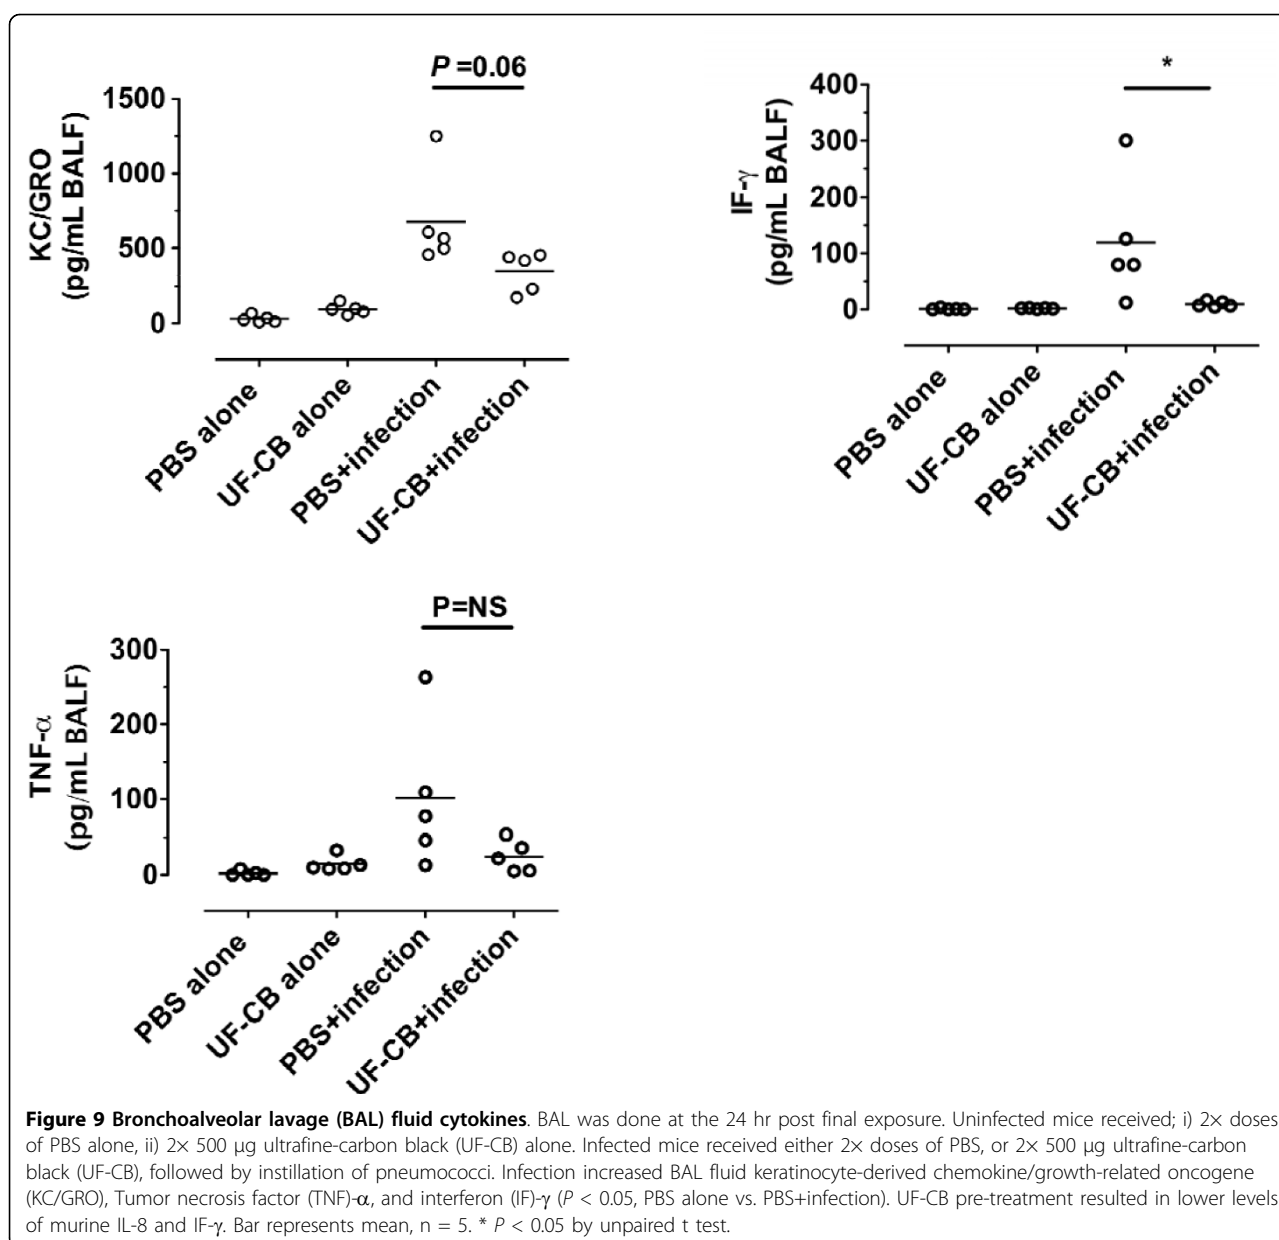 P =0.06
1500
1000
500
0
KC/GRO
(pg/mL BALF)
PBS alone
UF-CB alone
PBS+infection
UF-CB+infection
*
400
300
200
100
0
IF-γ
(pg/mL BALF)
PBS alone
UF-CB alone
PBS+infection
UF-CB+infection
P=NS
300
200
100
0
TNF-α
(pg/mL BALF)
PBS alone
UF-CB alone
PBS+infection
UF-CB+infection
Figure 9 Bronchoalveolar lavage (BAL) fluid cytokines. BAL was done at the 24 hr post final exposure. Uninfected mice received; i) 2× doses
of PBS alone, ii) 2× 500 μg ultrafine-carbon black (UF-CB) alone. Infected mice received either 2× doses of PBS, or 2× 500 μg ultrafine-carbon
black (UF-CB), followed by instillation of pneumococci. Infection increased BAL fluid keratinocyte-derived chemokine/growth-related oncogene
(KC/GRO), Tumor necrosis factor (TNF)-α, and interferon (IF)-γ (P < 0.05, PBS alone vs. PBS+infection). UF-CB pre-treatment resulted in lower levels
of murine IL-8 and IF-γ. Bar represents mean, n = 5. * P < 0.05 by unpaired t test.